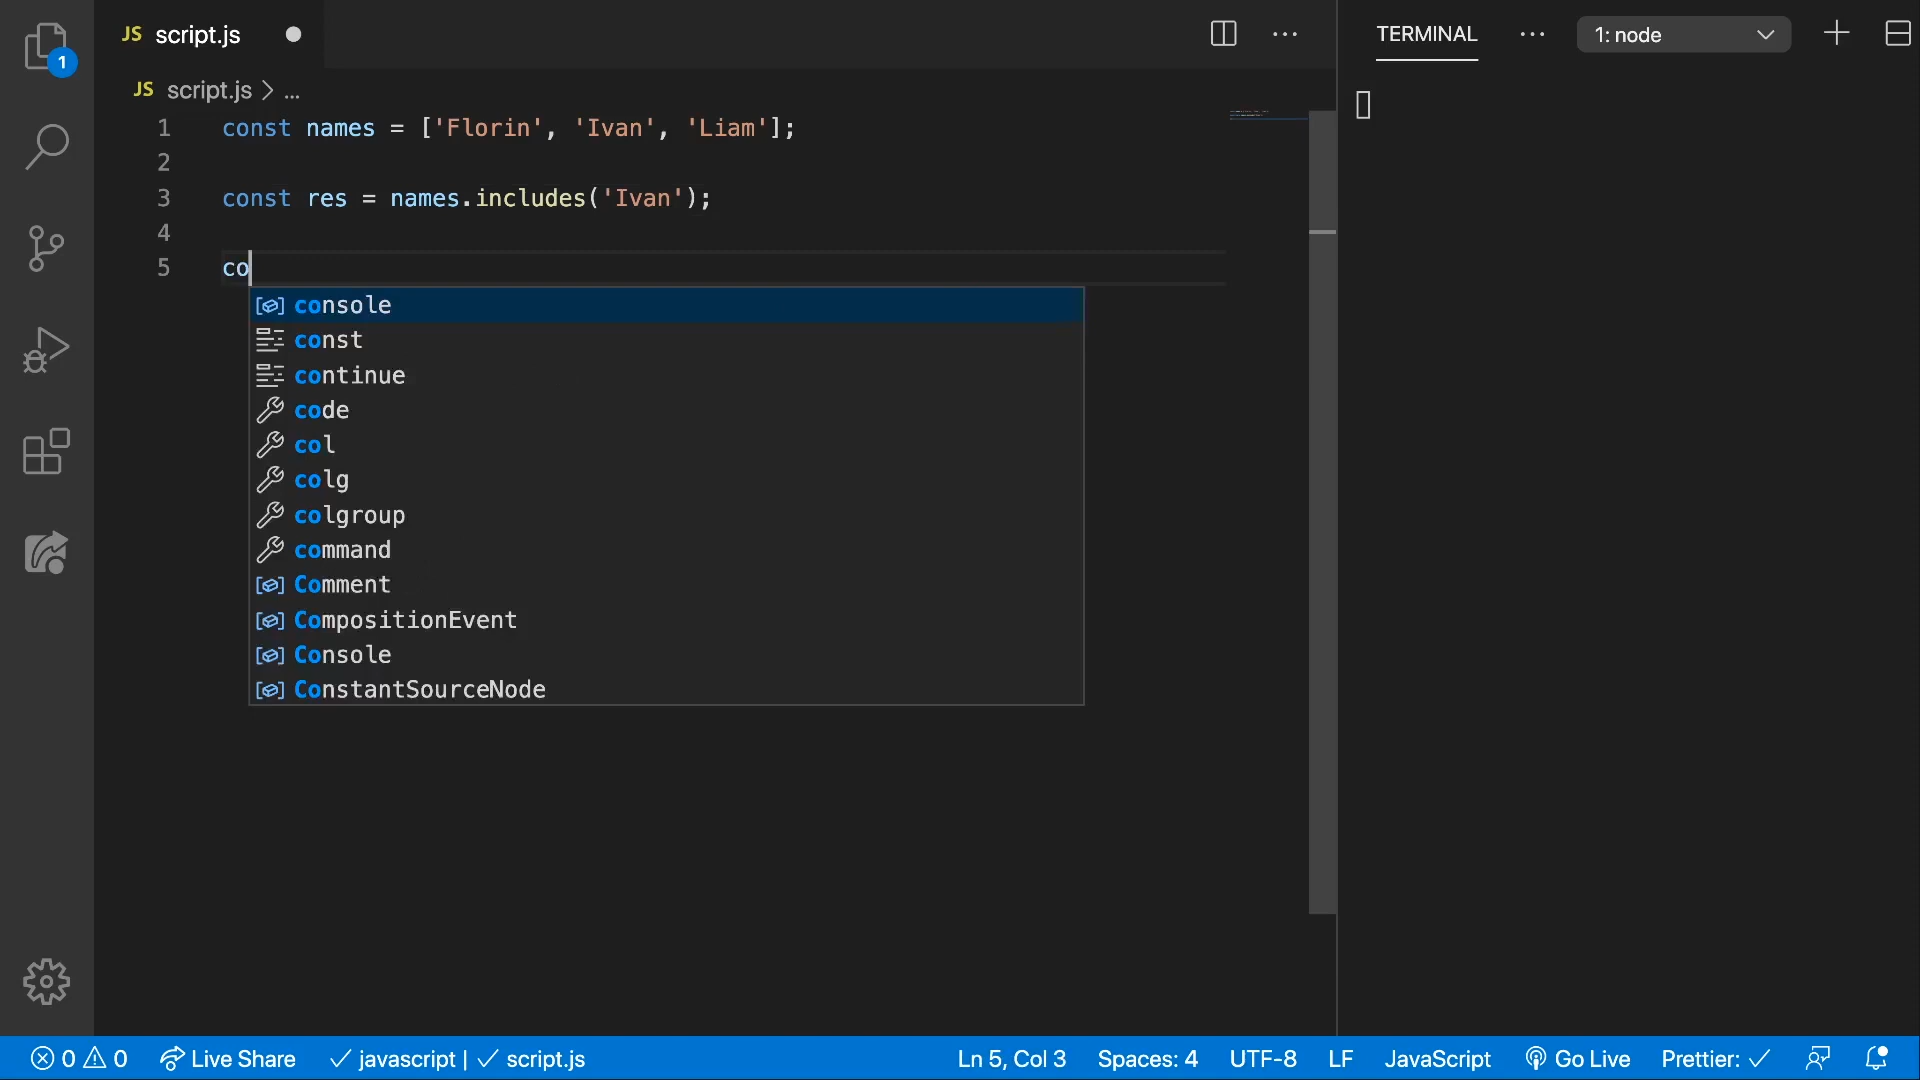 JS script.js
TERMINAL
1: node
1
JS script.js > ...
1 const names = ['Florin', 'Ivan', 'Liam'];
2
3 const res = names.includes('Ivan');
4
5 co
console
const
continue
code
col
colg
colgroup
command
Comment
CompositionEvent
Console
ConstantSourceNode
0 0 Live Share javascript | script.js Ln 5, Col 3 Spaces: 4 UTF-8 LF JavaScript Go Live Prettier: